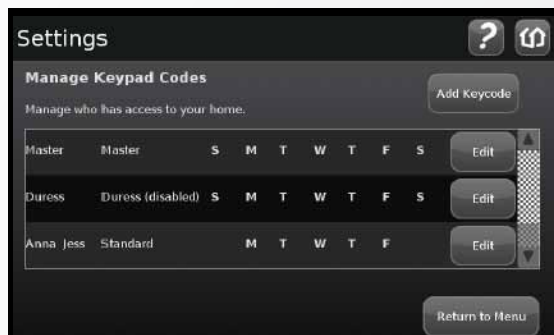 Settings ?
Manage Keypad Codes
Add Keycode
Manage who has access to your home.
Master Master S M T W T F S Edit
Duress Duress (disabled) S M T W T F S Edit
Anna Jess Standard M T W T F Edit
Return to Menu